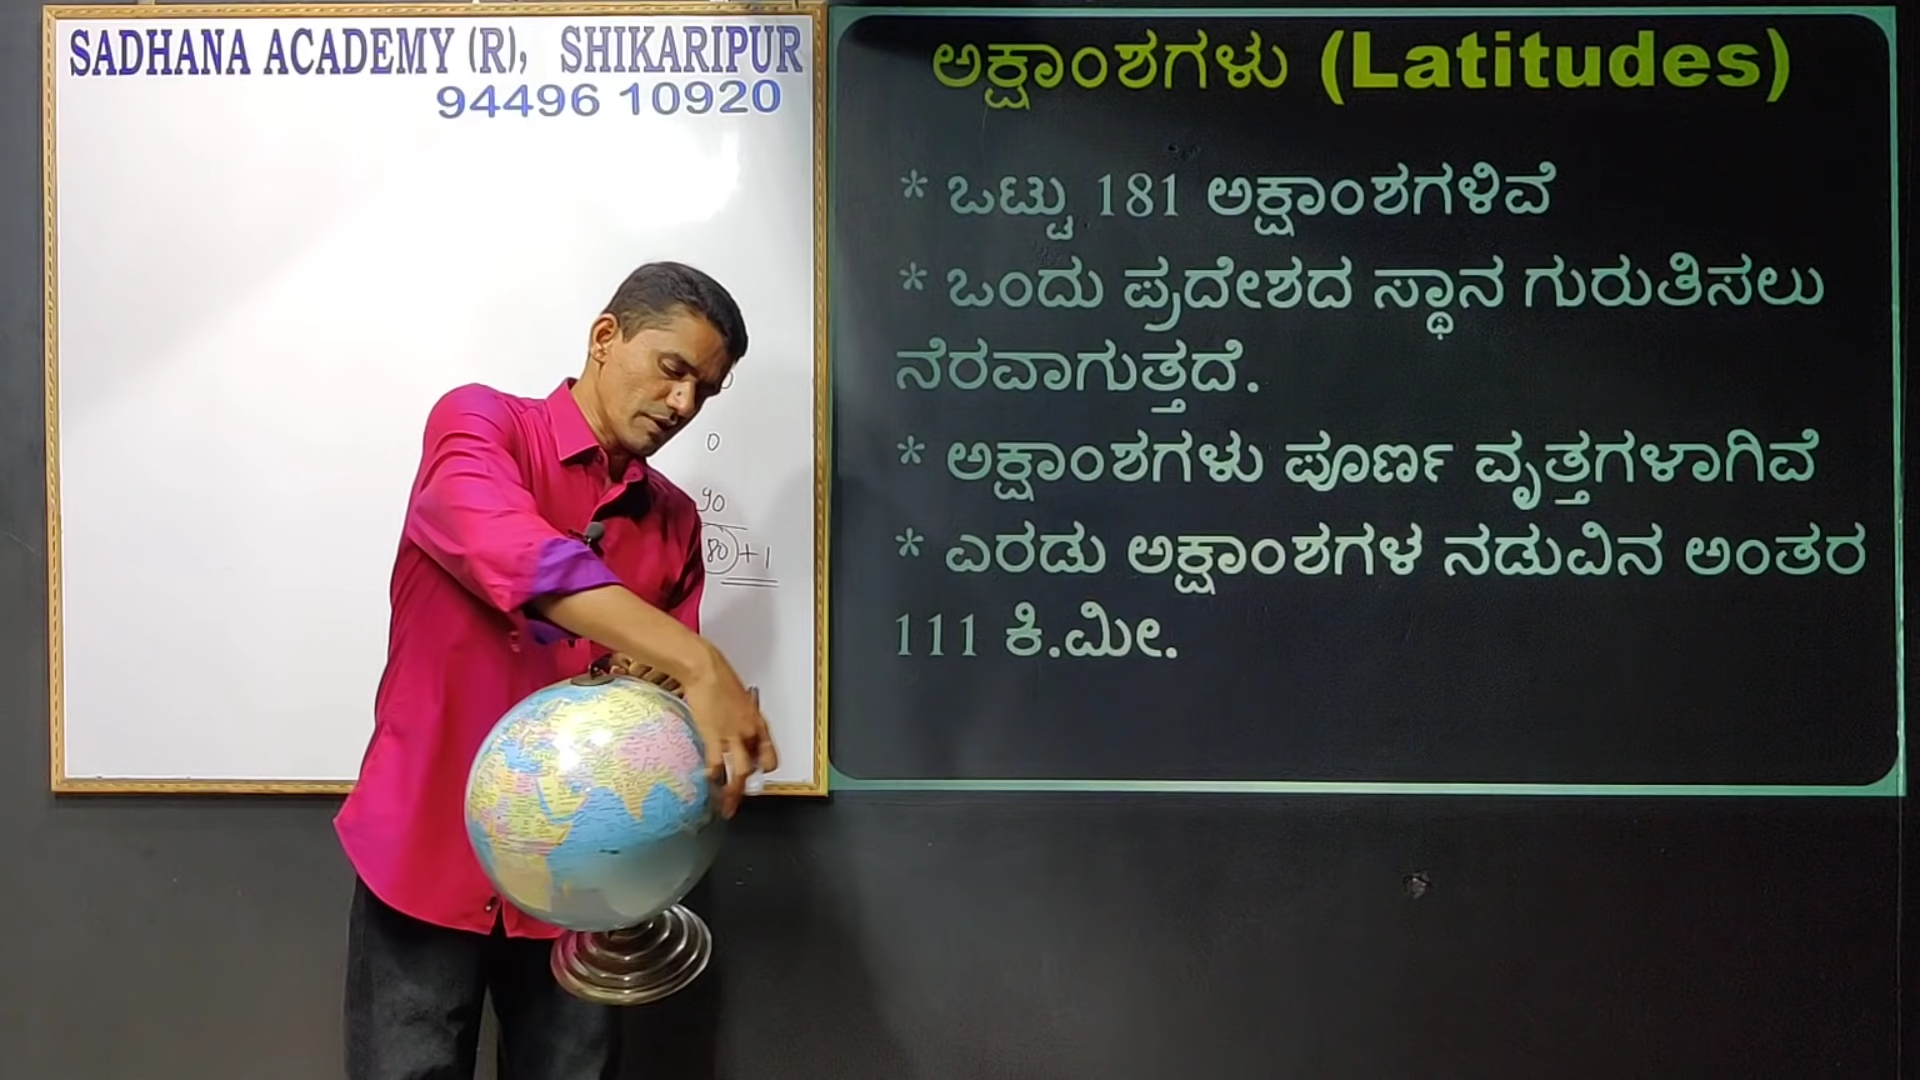 SADHANA ACADEMY (R), SHIKARIPUR
94496 10920
0
90
80 + 1
ಅಕ್ಷಾಂಶಗಳು (Latitudes)
* ಒಟ್ಟು 181 ಅಕ್ಷಾಂಶಗಳಿವೆ
* ಒಂದು ಪ್ರದೇಶದ ಸ್ಥಾನ ಗುರುತಿಸಲು
ನೆರವಾಗುತ್ತದೆ.
* ಅಕ್ಷಾಂಶಗಳು ಪೂರ್ಣ ವೃತ್ತಗಳಾಗಿವೆ
* ಎರಡು ಅಕ್ಷಾಂಶಗಳ ನಡುವಿನ ಅಂತರ
111 ಕಿ.ಮೀ.